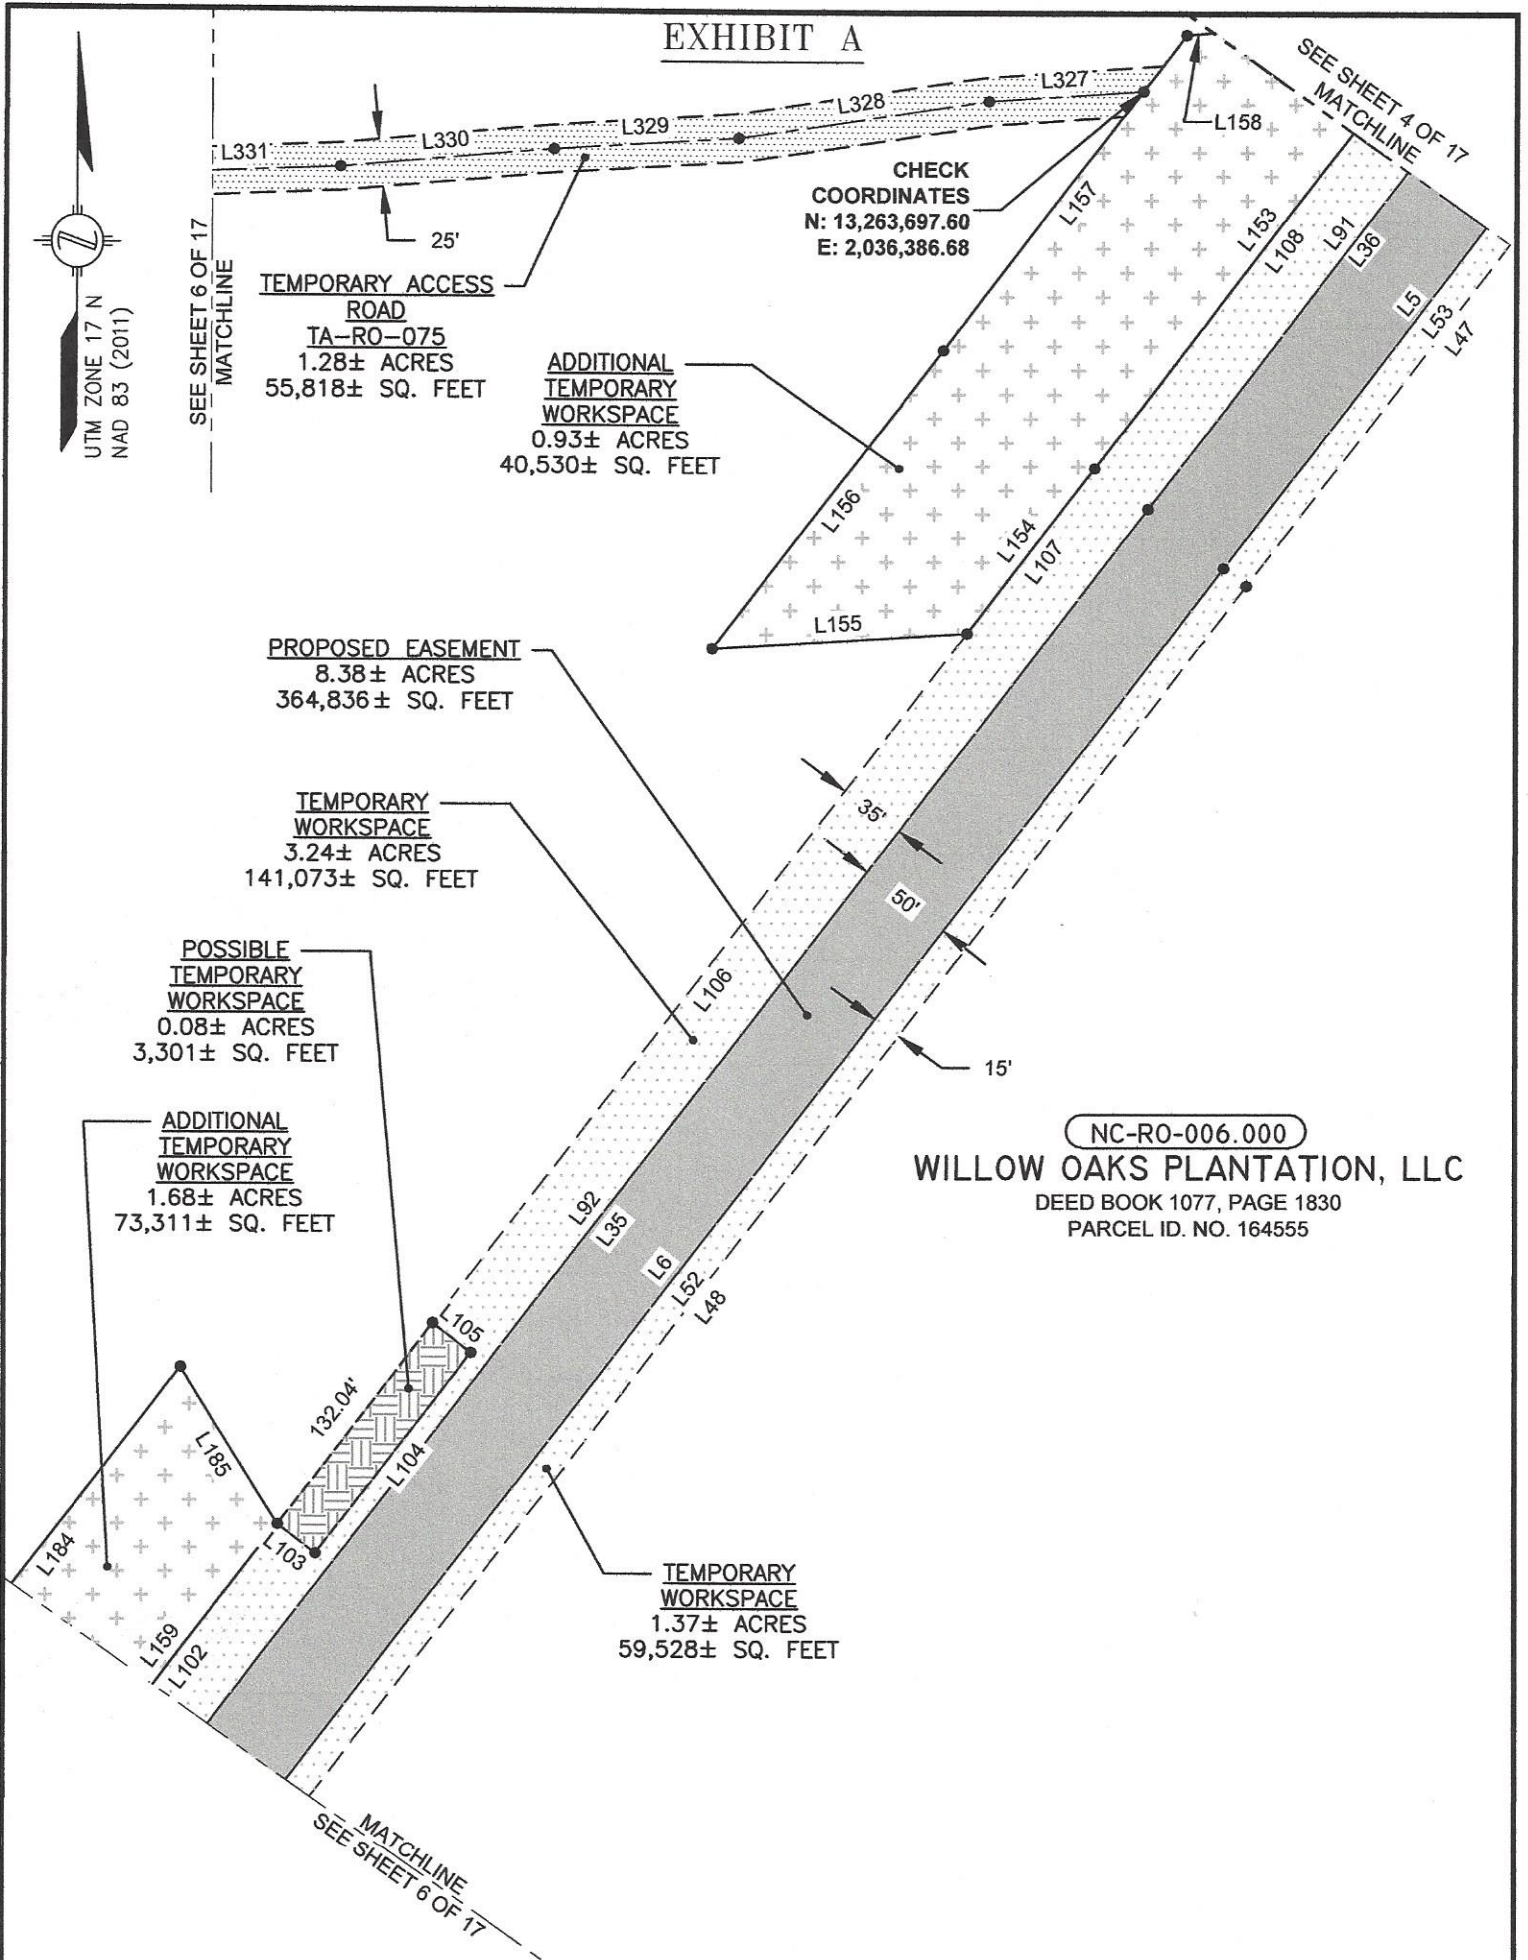 EXHIBIT A
SEE SHEET 4 OF 17
MATCHLINE
L327
L328
L329
L330
L331
L158
25'
CHECK
COORDINATES
N: 13,263,697.60
E: 2,036,386.68
UTM ZONE 17 N
NAD 83 (2011)
SEE SHEET 6 OF 17
MATCHLINE
TEMPORARY ACCESS
ROAD
TA-RO-075
1.28± ACRES
55,818± SQ. FEET
ADDITIONAL
TEMPORARY
WORKSPACE
0.93± ACRES
40,530± SQ. FEET
L157
L153
L108
L91
L36
L5
L53
L47
L156
L154
L107
L155
PROPOSED EASEMENT
8.38± ACRES
364,836± SQ. FEET
TEMPORARY
WORKSPACE
3.24± ACRES
141,073± SQ. FEET
35'
50'
15'
L106
POSSIBLE
TEMPORARY
WORKSPACE
0.08± ACRES
3,301± SQ. FEET
ADDITIONAL
TEMPORARY
WORKSPACE
1.68± ACRES
73,311± SQ. FEET
NC-RO-006.000
WILLOW OAKS PLANTATION, LLC
DEED BOOK 1077, PAGE 1830
PARCEL ID. NO. 164555
L92
L35
L6
L52
L48
L105
132.04'
L104
L185
L103
L184
L159
L102
TEMPORARY
WORKSPACE
1.37± ACRES
59,528± SQ. FEET
MATCHLINE
SEE SHEET 6 OF 17